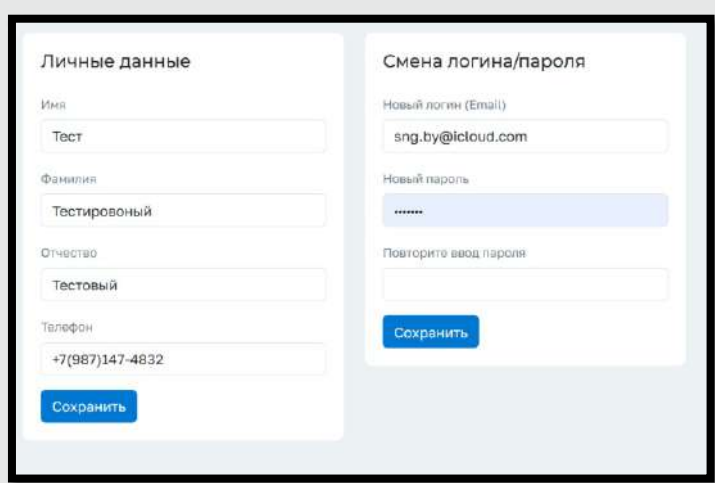 Личные данные
Имя
Тест
Фамилия
Тестировоный
Отчество
Тестовый
Телефон
+7(987)147-4832
Сохранить
Смена логина/пароля
Новый логин (Email)
sng.by@icloud.com
Новый пароль
•••••••
Повторите ввод пароля
Сохранить